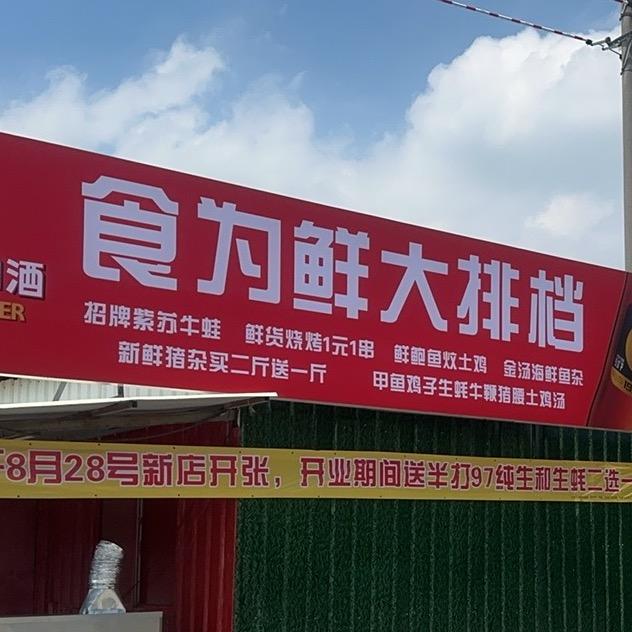 食为鲜大排档
酒
ER
招牌紫苏牛蛙 鲜货烧烤1元1串 鲜鲍鱼炆土鸡 金汤海鲜鱼杂
新鲜猪杂买二斤送一斤 甲鱼鸡子生蚝牛鞭猪腰土鸡汤
8月28号新店开张，开业期间送半打97纯生和生蚝二选一